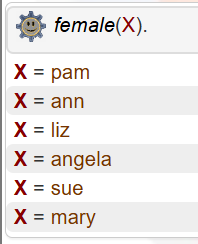 female(X).
X = pam
X = ann
X = liz
X = angela
X = sue
X = mary